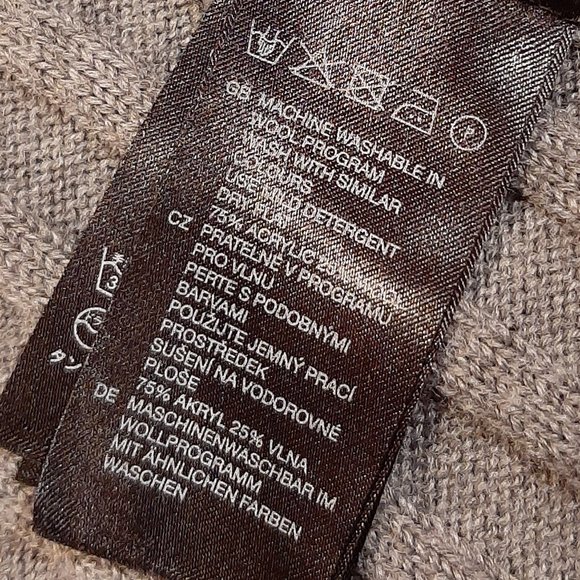 P
GB MACHINE WASHABLE IN
WOOL PROGRAM
WASH WITH SIMILAR
COLOURS
USE MILD DETERGENT
DRY FLAT
75% ACRYLIC 25% WOOL
CZ PRATELNÉ V PROGRAMU
PRO VLNU
PERTE S PODOBNÝMI
BARVAMI
POUŽIJTE JEMNÝ PRACÍ
PROSTŘEDEK
SUŠENÍ NA VODOROVNÉ
PLOŠE
75% AKRYL 25% VLNA
DE MASCHINENWASCHBAR IM
WOLLPROGRAMM
MIT ÄHNLICHEN FARBEN
WASCHEN
タン